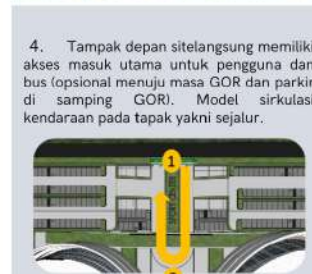 4. Tampak depan sitelangsung memiliki
akses masuk utama untuk pengguna dan
bus (opsional menuju masa GOR dan parkir
di samping GOR). Model sirkulasi
kendaraan pada tapak yakni sejalur.
1